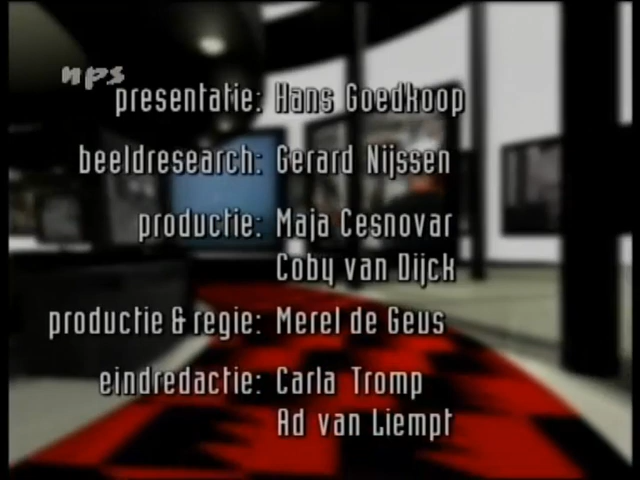 nps
presentatie: Hans Goedkoop
beeldresearch: Gerard Nijssen
productie: Maja Cesnovar
Coby van Dijck
productie & regie: Merel de Geus
eindredactie: Carla Tromp
Ad van Liempt